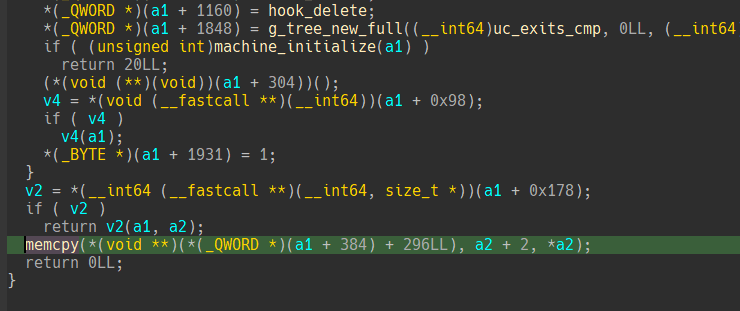 *(_QWORD *)(a1 + 1160) = hook_delete;
*(_QWORD *)(a1 + 1848) = g_tree_new_full((__int64)uc_exits_cmp, 0LL, (__int64
if ( (unsigned int)machine_initialize(a1) )
return 20LL;
(*(void (**)(void))(a1 + 304))();
v4 = *(void (__fastcall **)(__int64))(a1 + 0x98);
if ( v4 )
v4(a1);
*(_BYTE *)(a1 + 1931) = 1;
}
v2 = *(__int64 (__fastcall **)(__int64, size_t *))(a1 + 0x178);
if ( v2 )
return v2(a1, a2);
memcpy(*(void **)(*(_QWORD *)(a1 + 384) + 296LL), a2 + 2, *a2);
return 0LL;
}